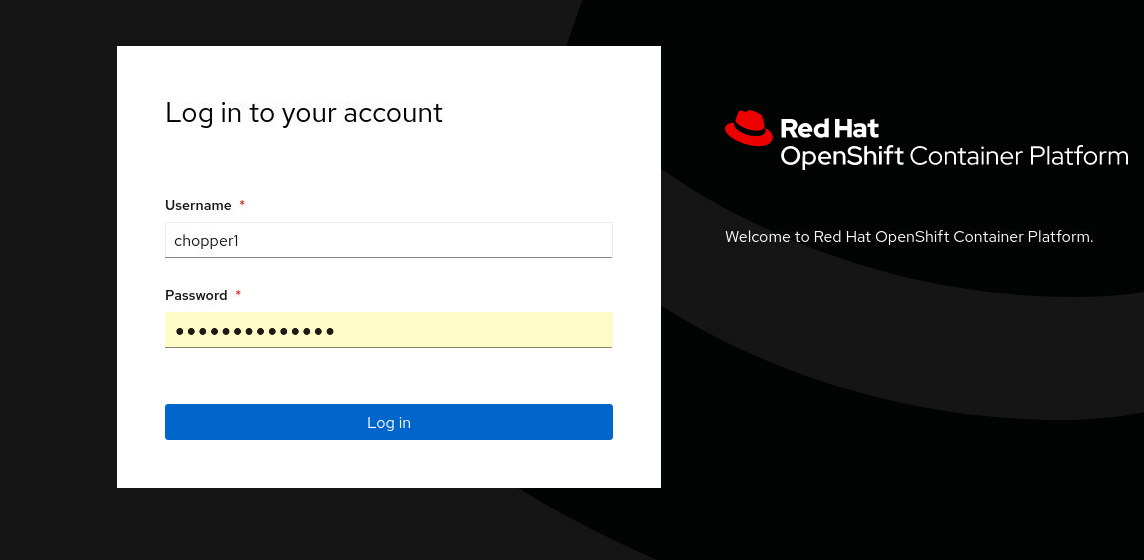 Log in to your account
Username *
chopper1
Password *
●●●●●●●●●●●●●●
Log in
Red Hat
OpenShift Container Platform
Welcome to Red Hat OpenShift Container Platform.